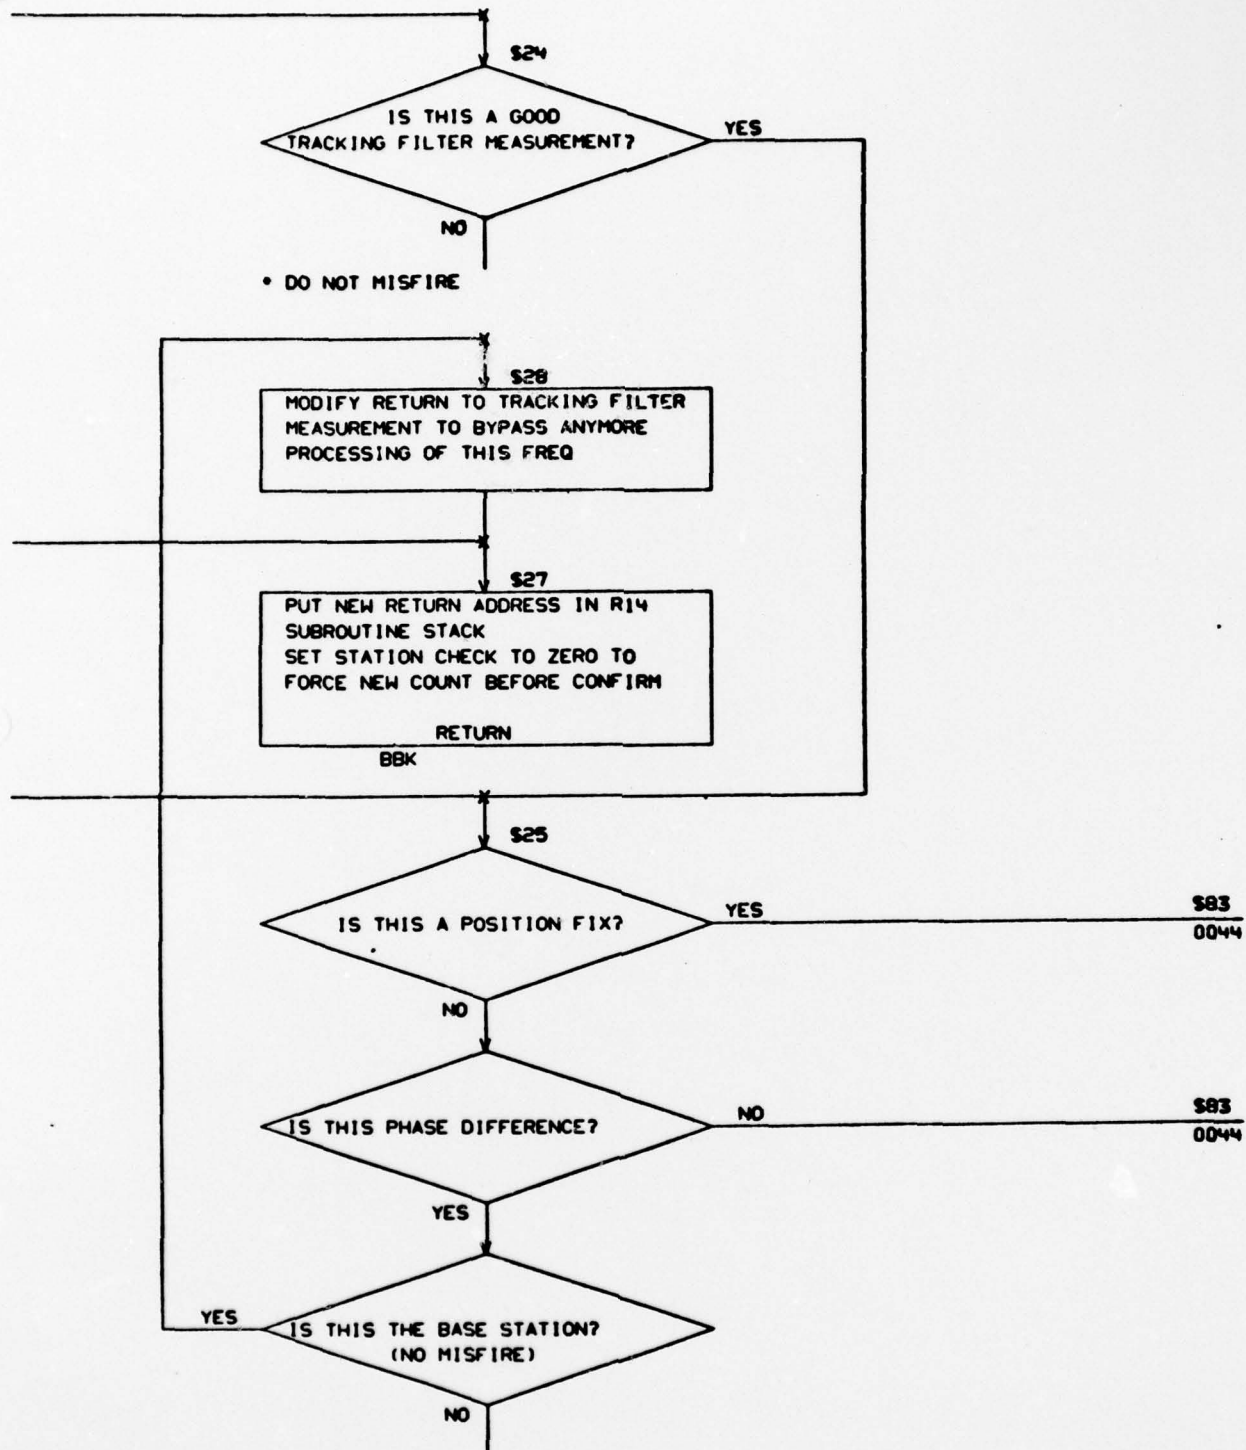 $24
IS THIS A GOOD
TRACKING FILTER MEASUREMENT?
YES
NO
• DO NOT MISFIRE
$28
MODIFY RETURN TO TRACKING FILTER
MEASUREMENT TO BYPASS ANYMORE
PROCESSING OF THIS FREQ
$27
PUT NEW RETURN ADDRESS IN R14
SUBROUTINE STACK
SET STATION CHECK TO ZERO TO
FORCE NEW COUNT BEFORE CONFIRM
RETURN
BBK
$25
IS THIS A POSITION FIX?
YES
$83
0044
NO
IS THIS PHASE DIFFERENCE?
NO
$83
0044
YES
YES
IS THIS THE BASE STATION?
(NO MISFIRE)
NO